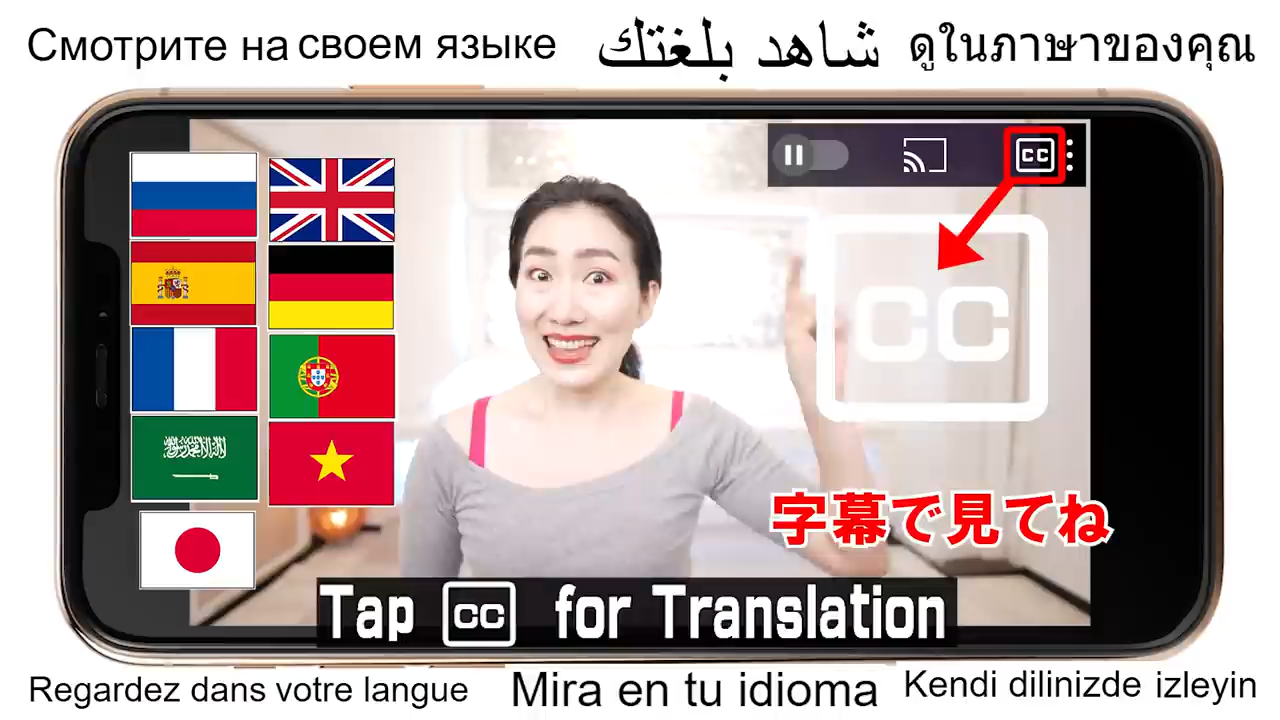 Смотрите на своем языке
شاهد بلغتك
ดูในภาษาของคุณ
CC
CC
字幕で見てね
Tap CC for Translation
Regardez dans votre langue
Mira en tu idioma
Kendi dilinizde izleyin